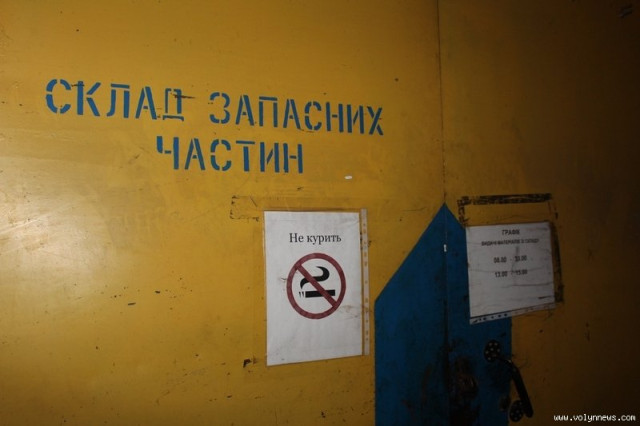 СКЛАД ЗАПАСНИХ
ЧАСТИН
Не курить
ГРАФІК
www.volynnews.com